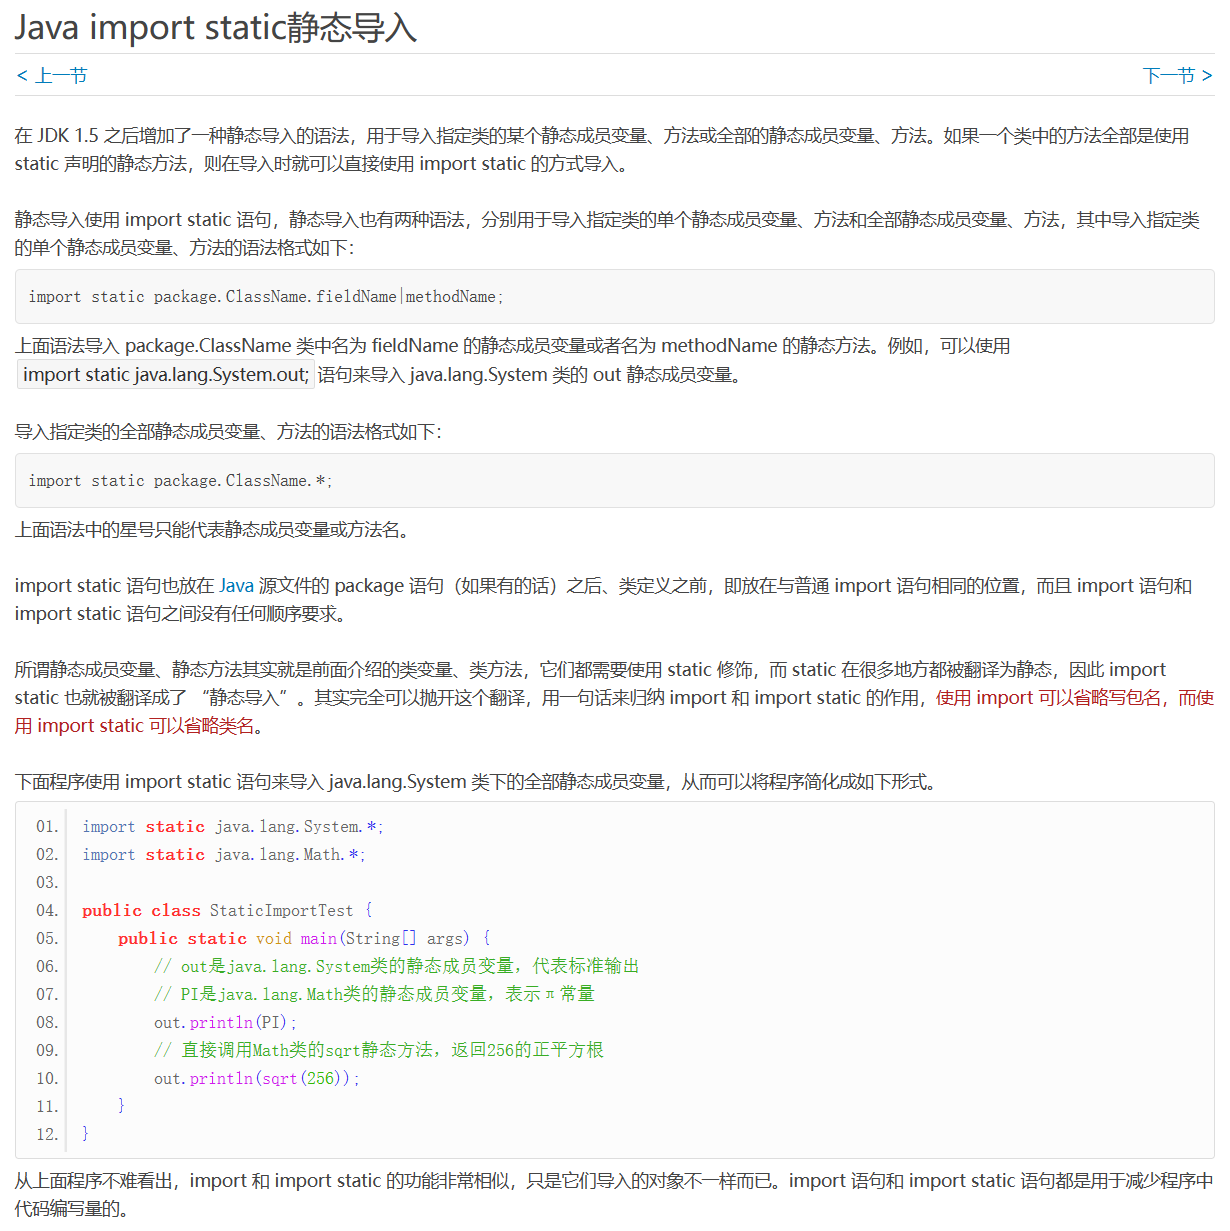 Java import static静态导入
< 上一节
下一节 >
在 JDK 1.5 之后增加了一种静态导入的语法，用于导入指定类的某个静态成员变量、方法或全部的静态成员变量、方法。如果一个类中的方法全部是使用
static 声明的静态方法，则在导入时就可以直接使用 import static 的方式导入。
静态导入使用 import static 语句，静态导入也有两种语法，分别用于导入指定类的单个静态成员变量、方法和全部静态成员变量、方法，其中导入指定类
的单个静态成员变量、方法的语法格式如下：
import static package.ClassName.fieldName|methodName;
上面语法导入 package.ClassName 类中名为 fieldName 的静态成员变量或者名为 methodName 的静态方法。例如，可以使用
import static java.lang.System.out; 语句来导入 java.lang.System 类的 out 静态成员变量。
导入指定类的全部静态成员变量、方法的语法格式如下：
import static package.ClassName.*;
上面语法中的星号只能代表静态成员变量或方法名。
import static 语句也放在 Java 源文件的 package 语句（如果有的话）之后、类定义之前，即放在与普通 import 语句相同的位置，而且 import 语句和
import static 语句之间没有任何顺序要求。
所谓静态成员变量、静态方法其实就是前面介绍的类变量、类方法，它们都需要使用 static 修饰，而 static 在很多地方都被翻译为静态，因此 import
static 也就被翻译成了 “静态导入” 。其实完全可以抛开这个翻译，用一句话来归纳 import 和 import static 的作用，使用 import 可以省略写包名，而使
用 import static 可以省略类名。
下面程序使用 import static 语句来导入 java.lang.System 类下的全部静态成员变量，从而可以将程序简化成如下形式。
01. import static java.lang.System.*;
02. import static java.lang.Math.*;
03.
04. public class StaticImportTest {
05. public static void main(String[] args) {
06. // out是java.lang.System类的静态成员变量，代表标准输出
07. // PI是java.lang.Math类的静态成员变量，表示π常量
08. out.println(PI);
09. // 直接调用Math类的sqrt静态方法，返回256的正平方根
10. out.println(sqrt(256));
11. }
12. }
从上面程序不难看出，import 和 import static 的功能非常相似，只是它们导入的对象不一样而已。import 语句和 import static 语句都是用于减少程序中
代码编写量的。